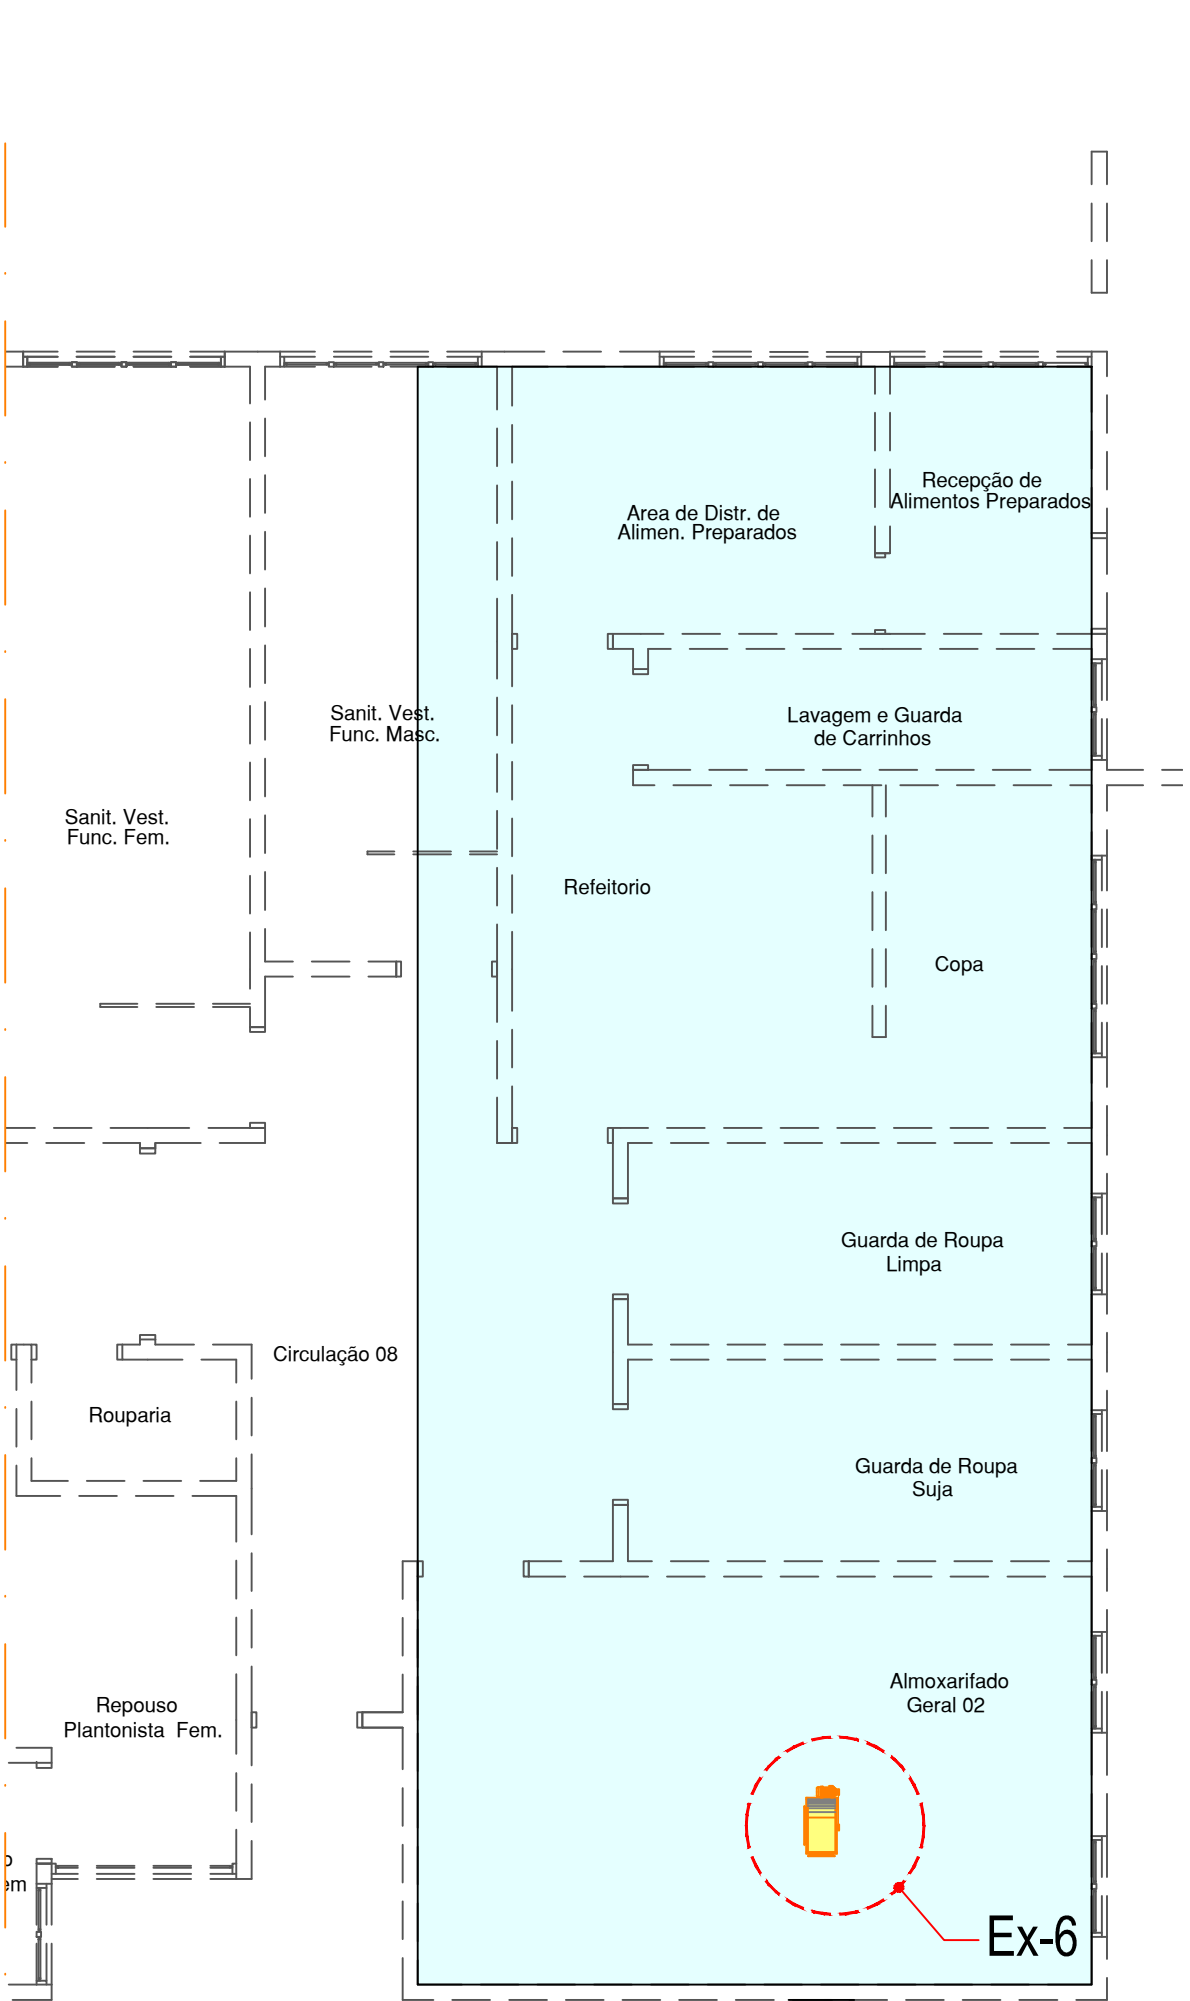 Recepção de
Alimentos Preparados
Area de Distr. de
Alimen. Preparados
Sanit. Vest.
Func. Masc.
Lavagem e Guarda
de Carrinhos
Sanit. Vest.
Func. Fem.
Refeitorio
Copa
Guarda de Roupa
Limpa
Circulação 08
Rouparia
Guarda de Roupa
Suja
Almoxarifado
Geral 02
Repouso
Plantonista Fem.
em
Ex-6